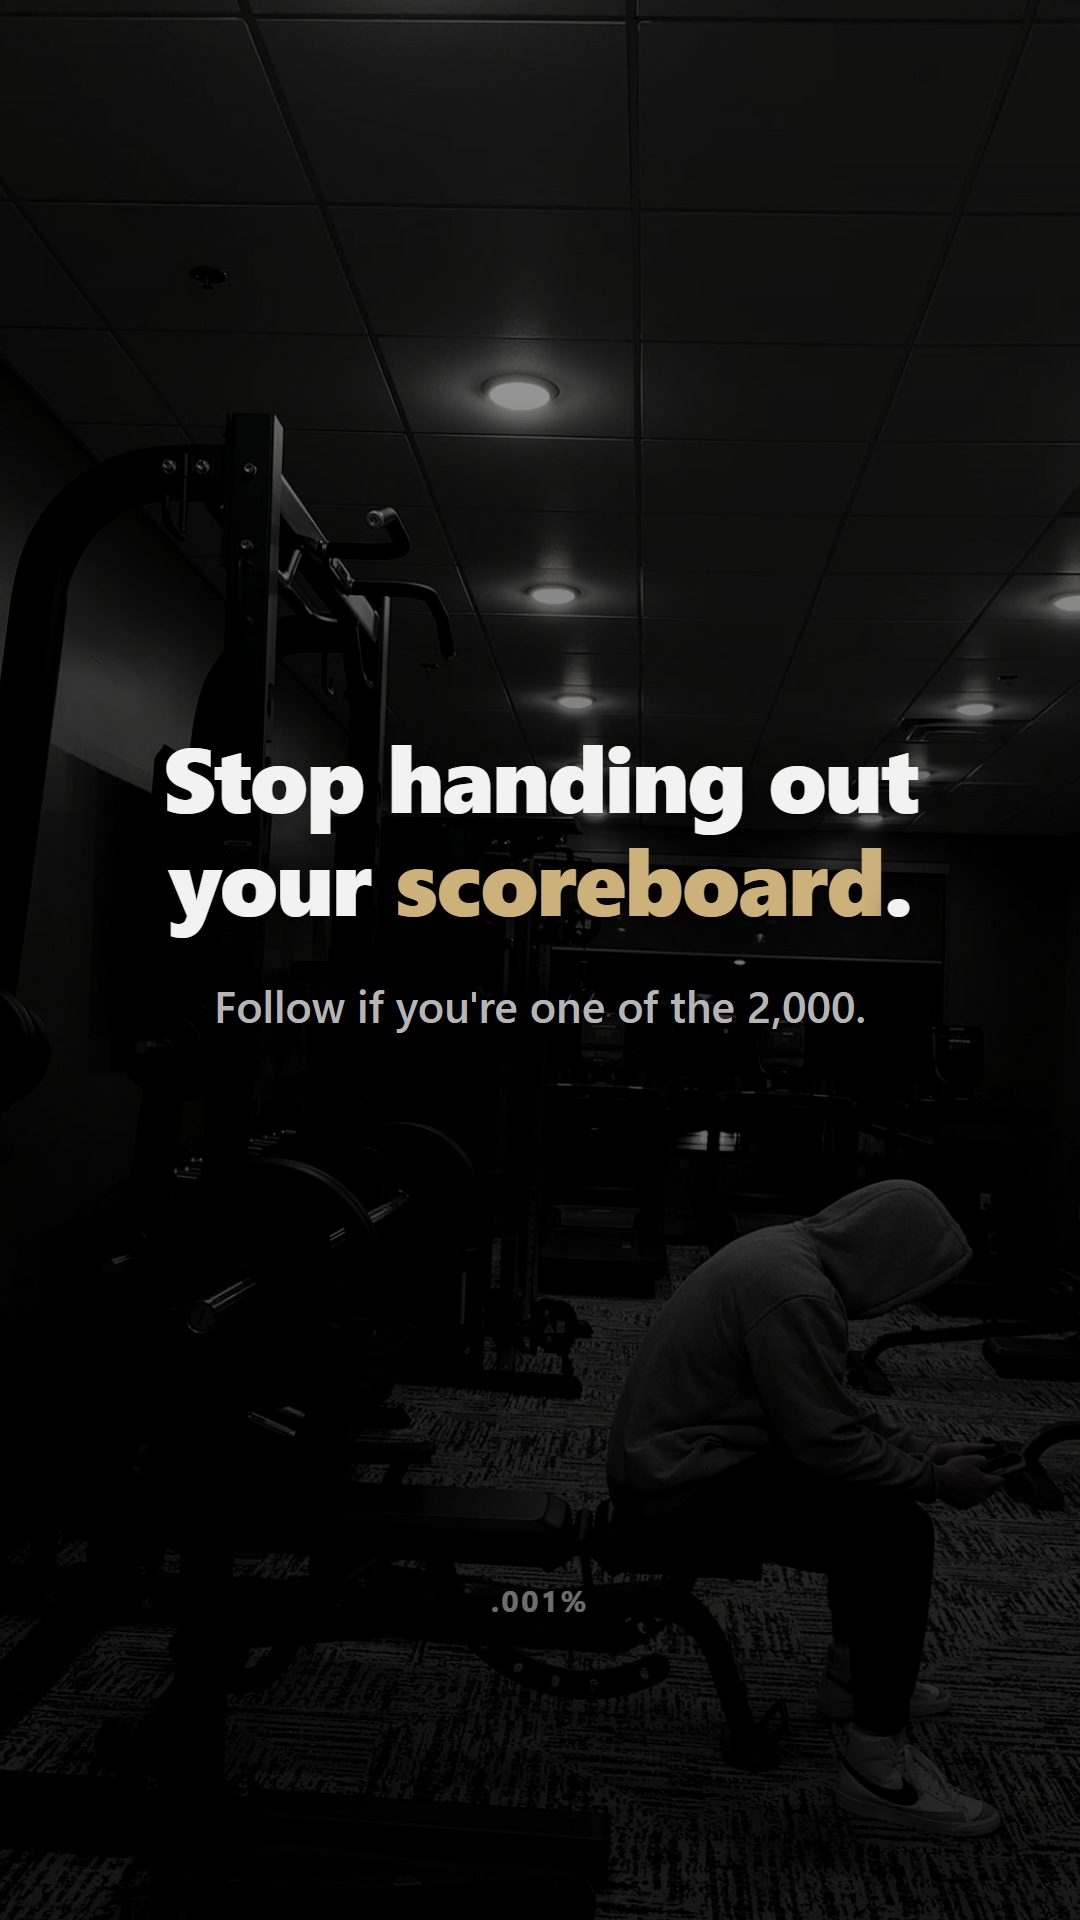 Stop handing out
your scoreboard.
Follow if you're one of the 2,000.
.001%